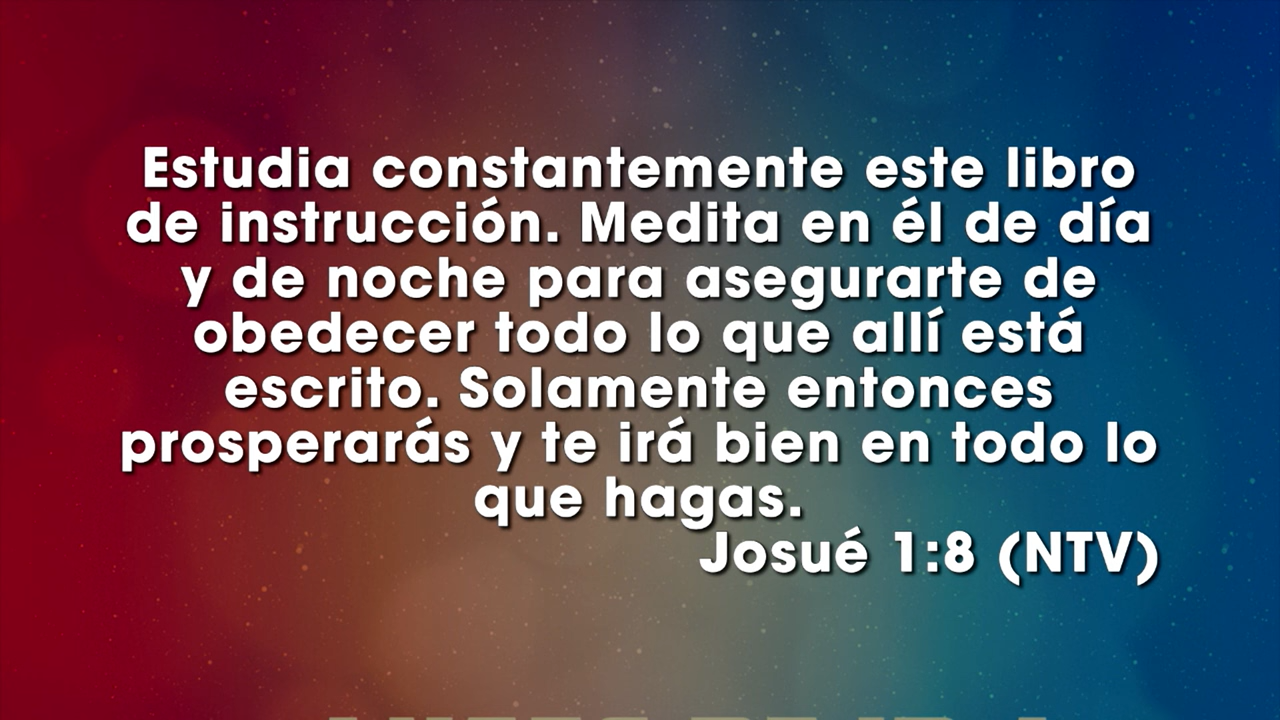 Estudia constantemente este libro
de instrucción. Medita en él de día
y de noche para asegurarte de
obedecer todo lo que allí está
escrito. Solamente entonces
prosperarás y te irá bien en todo lo
que hagas.
Josué 1:8 (NTV)